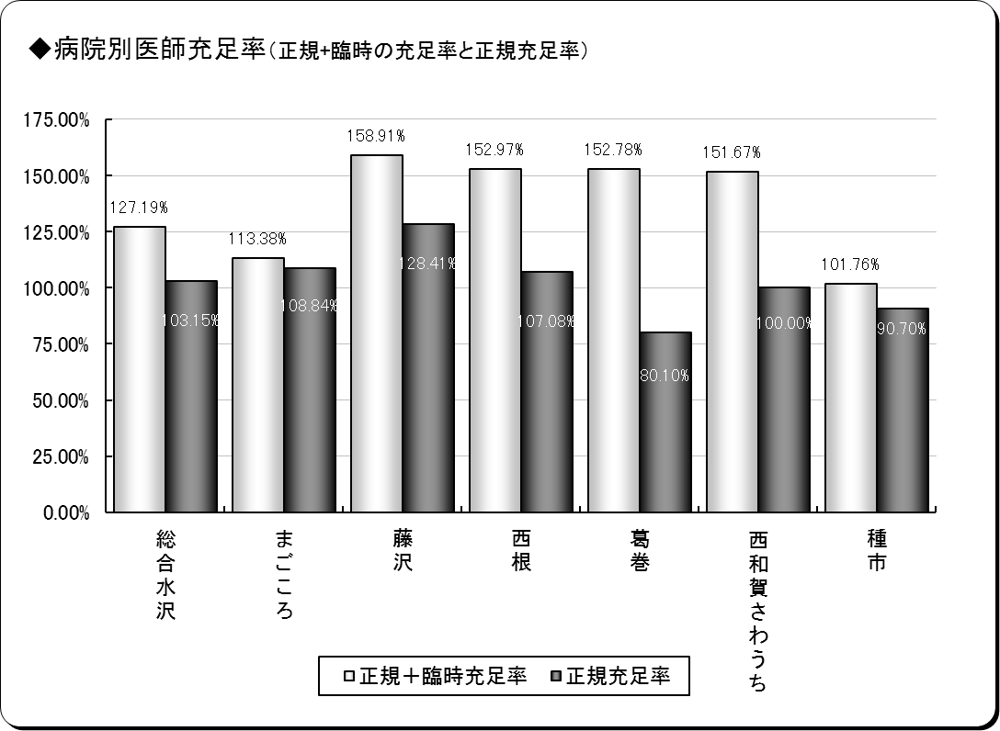 ◆病院別医師充足率（正規+臨時の充足率と正規充足率）
175.00%
150.00%
125.00%
100.00%
75.00%
50.00%
25.00%
0.00%
127.19%
103.15%
113.38%
108.84%
158.91%
128.41%
152.97%
107.08%
152.78%
80.10%
151.67%
100.00%
101.76%
90.70%
総合水沢
まごころ
藤沢
西根
葛巻
西和賀さわうち
種市
正規＋臨時充足率
正規充足率